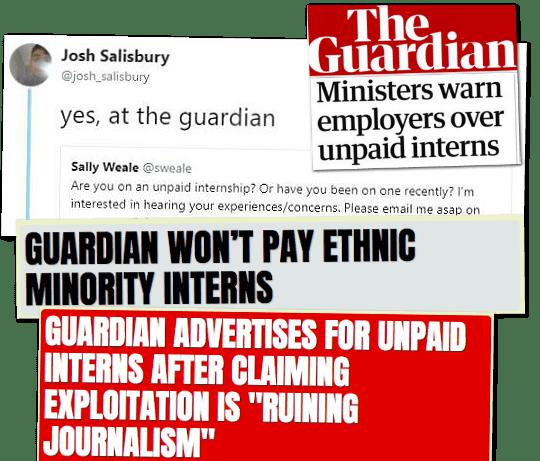 Josh Salisbury
@josh_salisbury
yes, at the guardian
Sally Weale @sweale
Are you on an unpaid internship? Or have you been on one recently? I'm
interested in hearing your experiences/concerns. Please email me asap on
The
Guardian
Ministers warn
employers over
unpaid interns
GUARDIAN WON'T PAY ETHNIC
MINORITY INTERNS
GUARDIAN ADVERTISES FOR UNPAID
INTERNS AFTER CLAIMING
EXPLOITATION IS "RUINING
JOURNALISM"